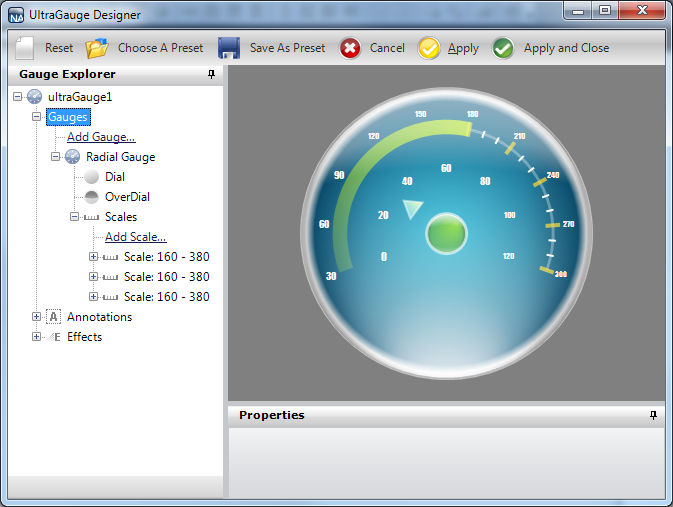 NA UltraGauge Designer
Reset Choose A Preset Save As Preset Cancel Apply Apply and Close
Gauge Explorer
ultraGauge1
Gauges
Add Gauge...
Radial Gauge
Dial
OverDial
Scales
Add Scale...
Scale: 160 - 380
Scale: 160 - 380
Scale: 160 - 380
A Annotations
E Effects
30
60
90
120
150
180
210
240
270
300
0
20
40
60
80
100
120
Properties